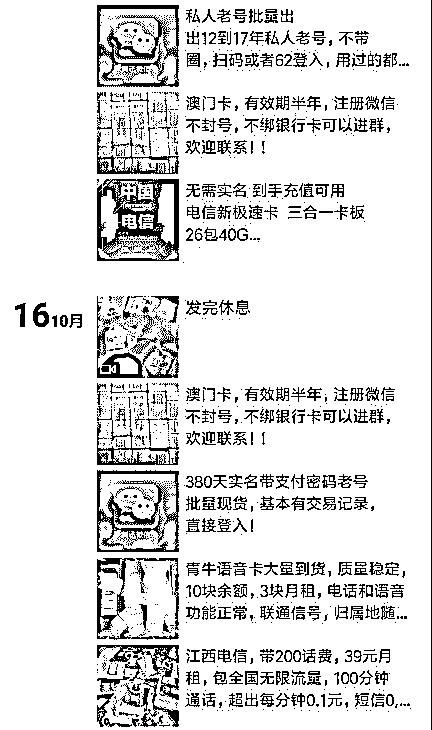 私人老号批量出
出12到17年私人老号，不带
圈，扫码或者62登入，用过的都...
澳门卡，有效期半年，注册微信
不封号，不绑银行卡可以进群，
欢迎联系！！
中国
电信
无需实名 到手充值可用
电信新极速卡 三合一卡板
26包40G...
16 10月
发完休息
澳门卡，有效期半年，注册微信
不封号，不绑银行卡可以进群，
欢迎联系！！
380天实名带支付密码老号
批量现货，基本有交易记录，
直接登入！
青牛语音卡大量到货，质量稳定，
10块余额，3块月租，电话和语音
功能正常，联通信号，归属地随...
江西电信，带200话费，39元月
租，包全国无限流量，100分钟
通话，超出每分钟0.1元，短信0,...